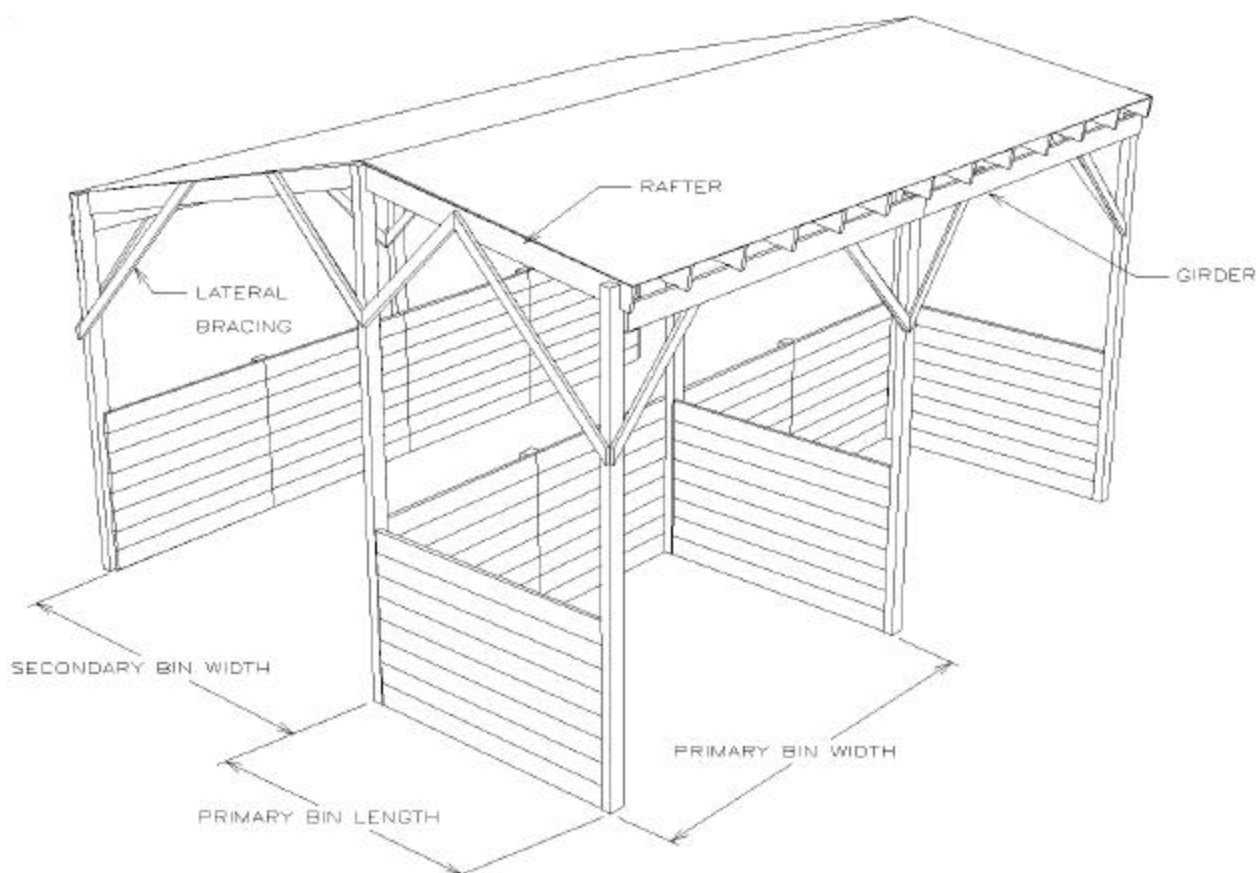 RAFTER
GIRDER
LATERAL
BRACING
SECONDARY BIN WIDTH
PRIMARY BIN WIDTH
PRIMARY BIN LENGTH